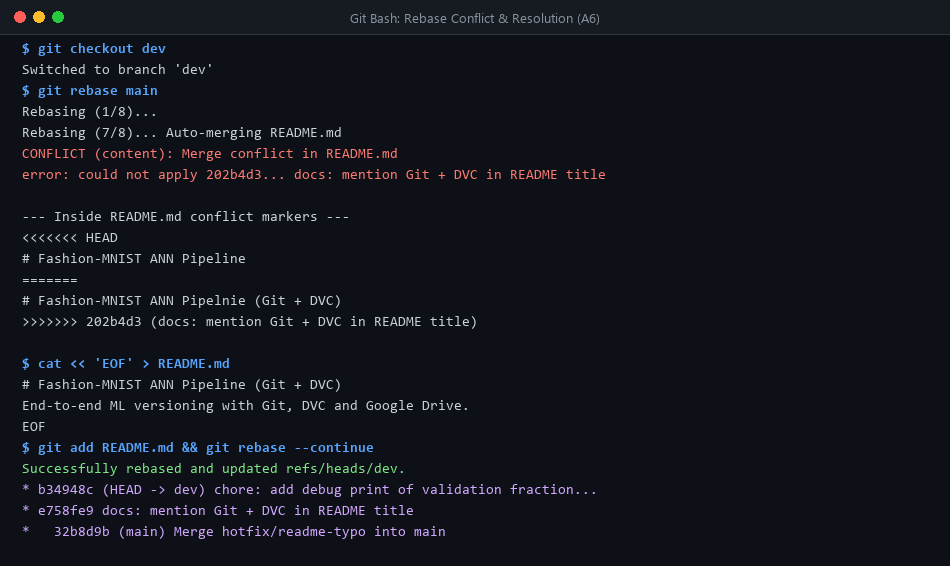 Git Bash: Rebase Conflict & Resolution (A6)
$ git checkout dev
Switched to branch 'dev'
$ git rebase main
Rebasing (1/8)...
Rebasing (7/8)... Auto-merging README.md
CONFLICT (content): Merge conflict in README.md
error: could not apply 202b4d3... docs: mention Git + DVC in README title
--- Inside README.md conflict markers ---
<<<<<<< HEAD
# Fashion-MNIST ANN Pipeline
=======
# Fashion-MNIST ANN Pipelnie (Git + DVC)
>>>>>>> 202b4d3 (docs: mention Git + DVC in README title)
$ cat << 'EOF' > README.md
# Fashion-MNIST ANN Pipeline (Git + DVC)
End-to-end ML versioning with Git, DVC and Google Drive.
EOF
$ git add README.md && git rebase --continue
Successfully rebased and updated refs/heads/dev.
* b34948c (HEAD -> dev) chore: add debug print of validation fraction...
* e758fe9 docs: mention Git + DVC in README title
*   32b8d9b (main) Merge hotfix/readme-typo into main